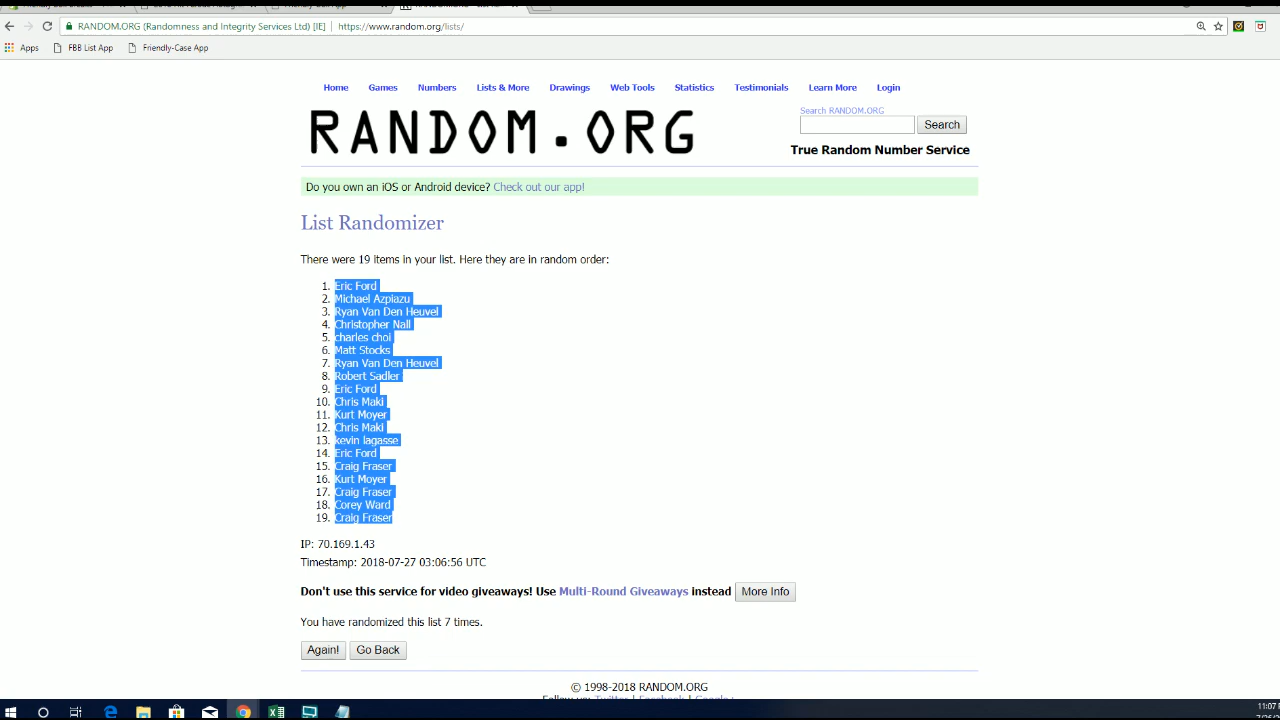 RANDOM.ORG (Randomness and Integrity Services Ltd) [IE] | https://www.random.org/lists/
Apps FBB List App Friendly-Case App
Home Games Numbers Lists & More Drawings Web Tools Statistics Testimonials Learn More Login
RANDOM.ORG
Search RANDOM.ORG
Search
True Random Number Service
Do you own an iOS or Android device? Check out our app!
List Randomizer
There were 19 items in your list. Here they are in random order:
1. Eric Ford
2. Michael Azpiazu
3. Ryan Van Den Heuvel
4. Christopher Nall
5. charles choi
6. Matt Stocks
7. Ryan Van Den Heuvel
8. Robert Sadler
9. Eric Ford
10. Chris Maki
11. Kurt Moyer
12. Chris Maki
13. kevin lagasse
14. Eric Ford
15. Craig Fraser
16. Kurt Moyer
17. Craig Fraser
18. Corey Ward
19. Craig Fraser
IP: 70.169.1.43
Timestamp: 2018-07-27 03:06:56 UTC
Don't use this service for video giveaways! Use Multi-Round Giveaways instead More Info
You have randomized this list 7 times.
Again! Go Back
© 1998-2018 RANDOM.ORG
11:07